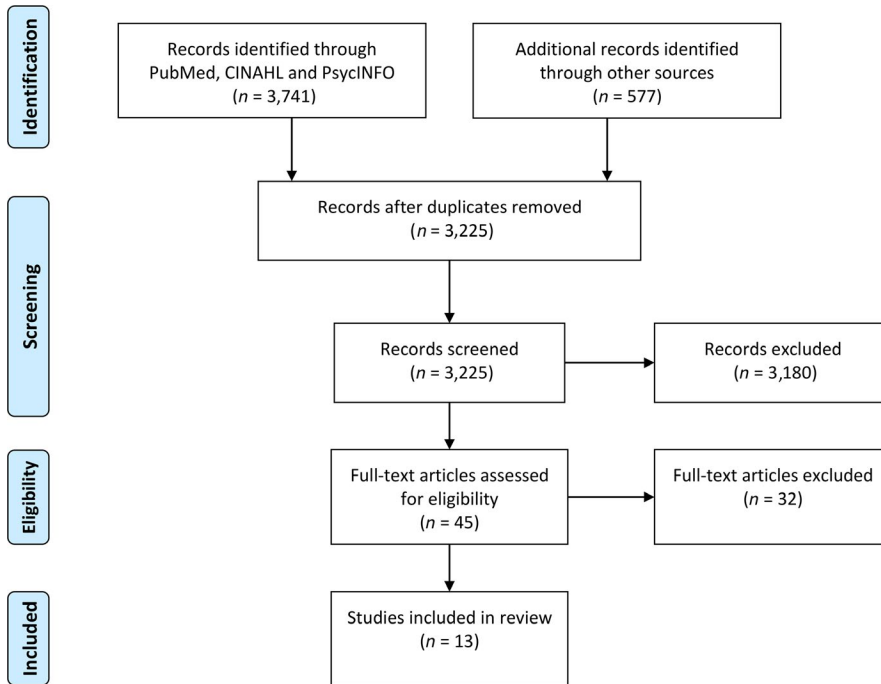 Identification
Records identified through
PubMed, CINAHL and PsycINFO
(n = 3,741)
Additional records identified
through other sources
(n = 577)
Screening
Records after duplicates removed
(n = 3,225)
Records screened
(n = 3,225)
Records excluded
(n = 3,180)
Eligibility
Full-text articles assessed
for eligibility
(n = 45)
Full-text articles excluded
(n = 32)
Included
Studies included in review
(n = 13)